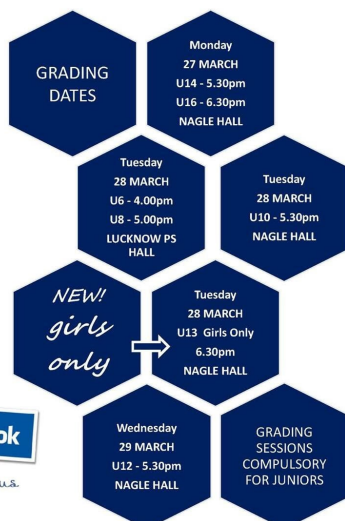 GRADING
DATES
Monday
27 MARCH
U14 - 5.30pm
U16 - 6.30pm
NAGLE HALL
Tuesday
28 MARCH
U6 - 4.00pm
U8 - 5.00pm
LUCKNOW PS
HALL
Tuesday
28 MARCH
U10 - 5.30pm
NAGLE HALL
NEW!
girls
only
Tuesday
28 MARCH
U13 Girls Only
6.30pm
NAGLE HALL
ok
us
Wednesday
29 MARCH
U12 - 5.30pm
NAGLE HALL
GRADING
SESSIONS
COMPULSORY
FOR JUNIORS